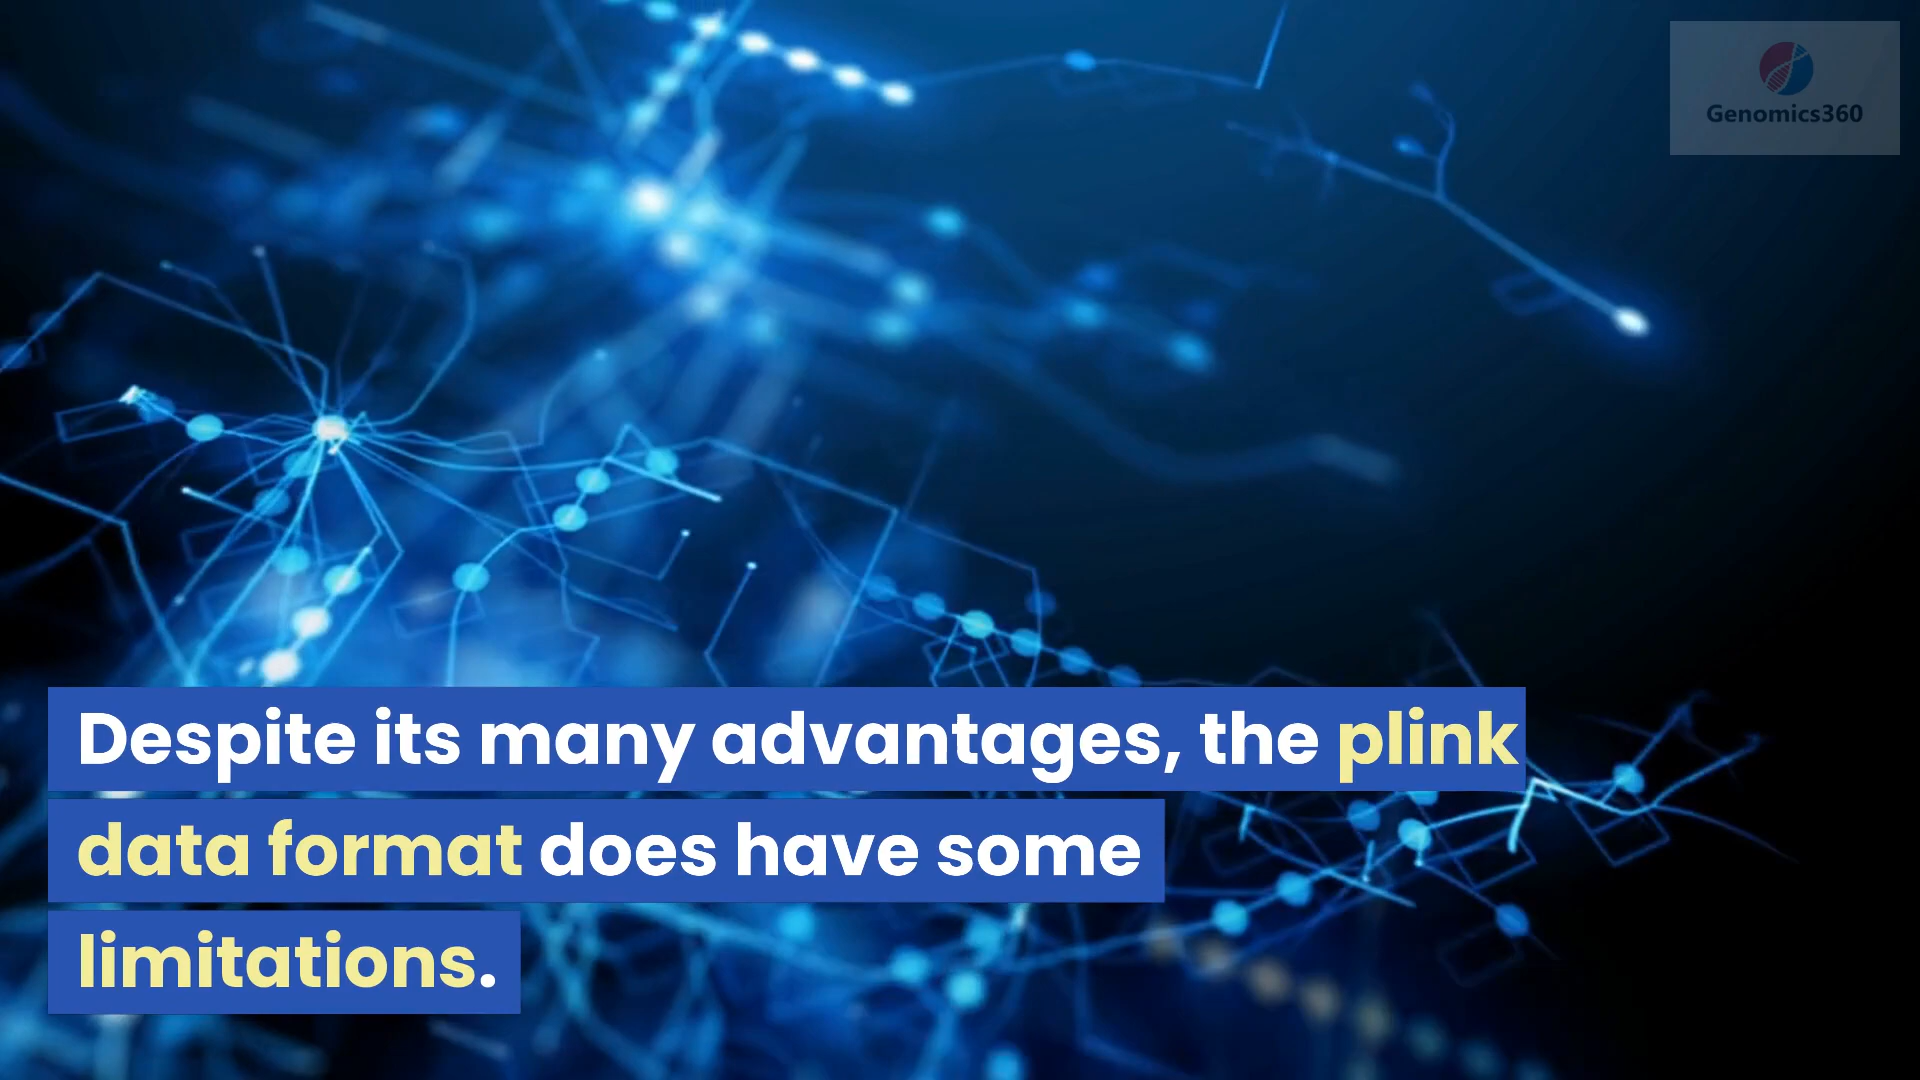 Genomics360
Despite its many advantages, the plink
data format does have some
limitations.